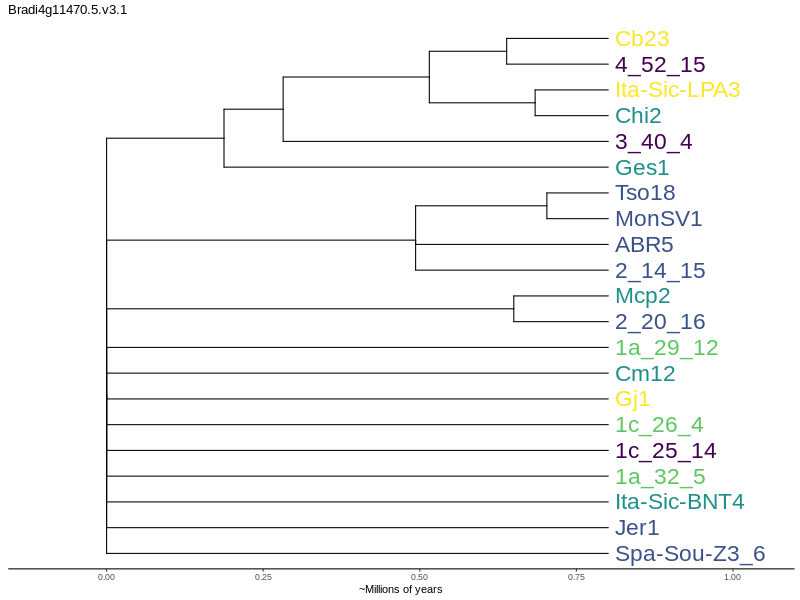 Bradi4g11470.5.v3.1
Cb23
4_52_15
Ita-Sic-LPA3
Chi2
3_40_4
Ges1
Tso18
MonSV1
ABR5
2_14_15
Mcp2
2_20_16
1a_29_12
Cm12
Gj1
1c_26_4
1c_25_14
1a_32_5
Ita-Sic-BNT4
Jer1
Spa-Sou-Z3_6
0.00 0.25 0.50 0.75 1.00
~Millions of years